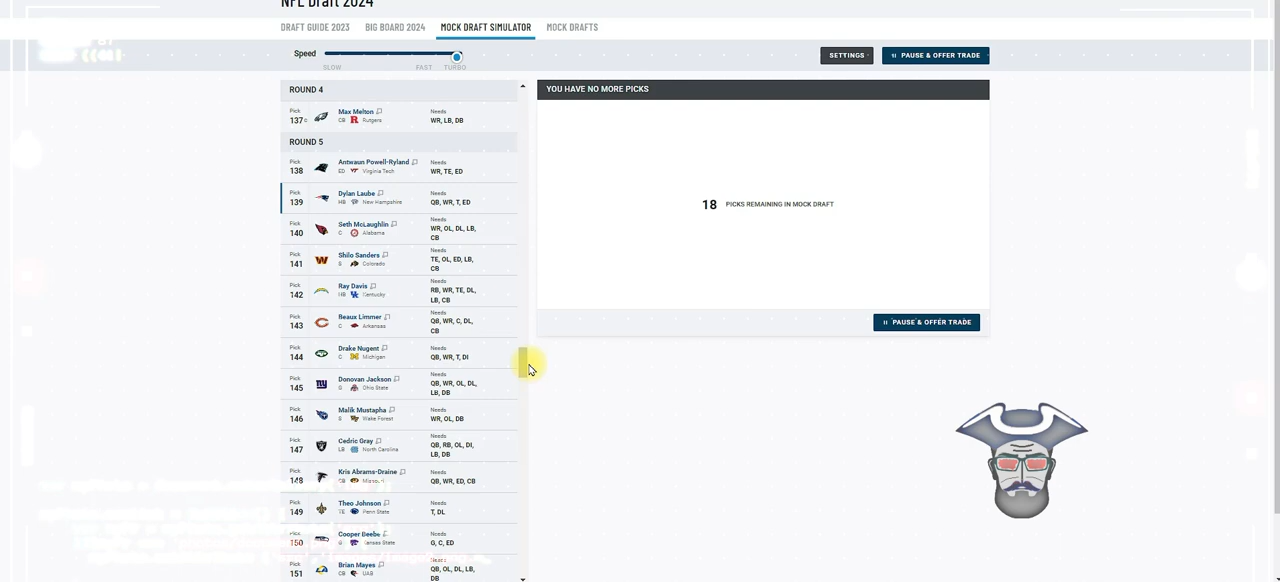 NFL Draft 2024
DRAFT GUIDE 2023 BIG BOARD 2024 MOCK DRAFT SIMULATOR MOCK DRAFTS
Speed
SLOW FAST TURBO
SETTINGS
PAUSE & OFFER TRADE
ROUND 4
Pick Max Melton Needs
137 CB Rutgers WR, LB, DB
ROUND 5
Pick Antwaun Powell-Ryland Needs
138 ED Virginia Tech WR, TE, ED
Pick Dylan Laube Needs
139 HB New Hampshire QB, WR, T, ED
Pick Seth McLaughlin Needs
140 C Alabama WR, OL, DL, LB,
CB
Pick Shilo Sanders Needs
141 S Colorado TE, OL, ED, LB,
CB
Pick Ray Davis Needs
142 HB Kentucky RB, WR, TE, DL,
LB, CB
Pick Beaux Limmer Needs
143 C Arkansas QB, WR, C, DL,
CB
Pick Drake Nugent Needs
144 C Michigan QB, WR, T, DI
Pick Donovan Jackson Needs
145 G Ohio State QB, WR, OL, DL,
LB, DB
Pick Malik Mustapha Needs
146 S Wake Forest WR, OL, DB
Pick Cedric Gray Needs
147 LB North Carolina QB, RB, OL, DI,
LB, DB
Pick Kris Abrams-Draine Needs
148 CB Missouri QB, WR, ED, CB
Pick Theo Johnson Needs
149 TE Penn State T, DL
Pick Cooper Beebe Needs
150 G Kansas State G, C, ED
Pick Brian Mayes Needs
151 CB UAB QB, OL, DL, LB,
DB
YOU HAVE NO MORE PICKS
18 PICKS REMAINING IN MOCK DRAFT
PAUSE & OFFER TRADE